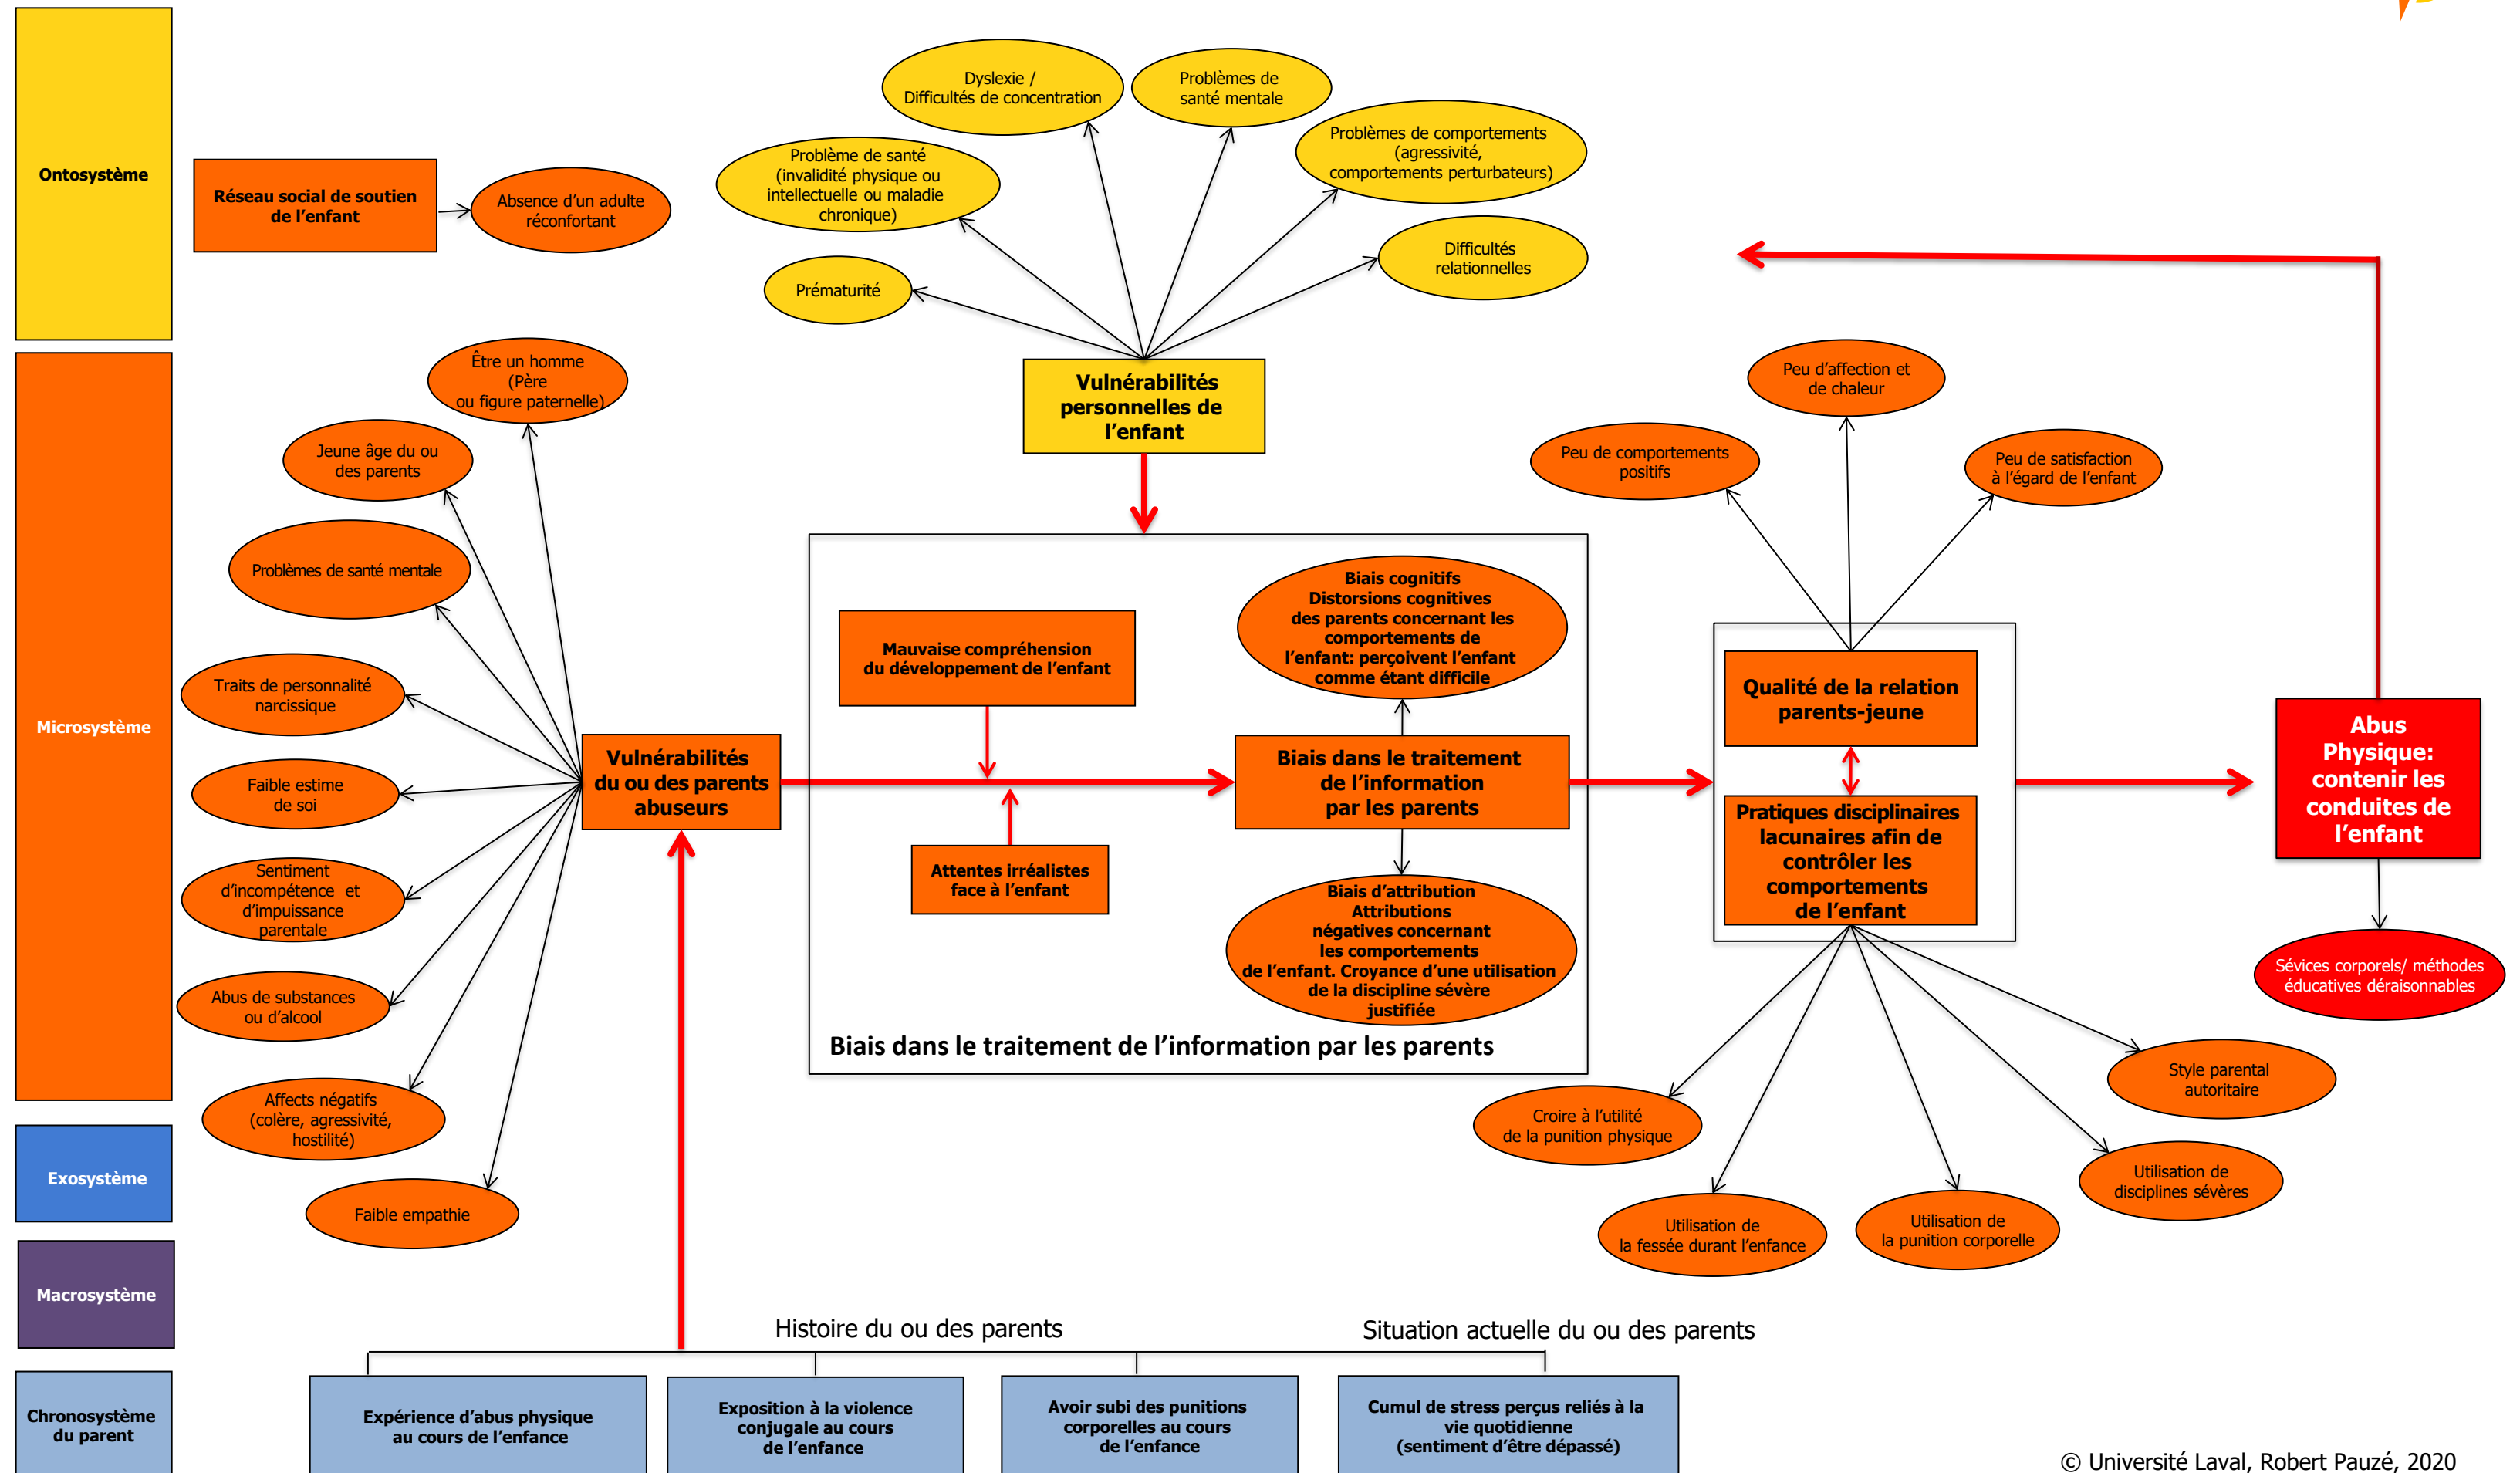 Ontosystème
Microsystème
Exosystème
Macrosystème
Chronosystème
du parent
Réseau social de soutien
de l’enfant
Absence d’un adulte
réconfortant
Dyslexie /
Difficultés de concentration
Problèmes de
santé mentale
Problème de santé
(invalidité physique ou
intellectuelle ou maladie
chronique)
Problèmes de comportements
(agressivité,
comportements perturbateurs)
Prématurité
Difficultés
relationnelles
Vulnérabilités
personnelles de
l’enfant
Être un homme
(Père
ou figure paternelle)
Jeune âge du ou
des parents
Problèmes de santé mentale
Traits de personnalité
narcissique
Faible estime
de soi
Sentiment
d’incompétence et
d’impuissance
parentale
Abus de substances
ou d’alcool
Affects négatifs
(colère, agressivité,
hostilité)
Faible empathie
Vulnérabilités
du ou des parents
abuseurs
Mauvaise compréhension
du développement de l’enfant
Attentes irréalistes
face à l’enfant
Biais cognitifs
Distorsions cognitives
des parents concernant les
comportements de
l’enfant: perçoivent l’enfant
comme étant difficile
Biais dans le traitement
de l’information
par les parents
Biais d’attribution
Attributions
négatives concernant
les comportements
de l’enfant. Croyance d’une utilisation
de la discipline sévère
justifiée
Biais dans le traitement de l’information par les parents
Peu de comportements
positifs
Peu d’affection et
de chaleur
Peu de satisfaction
à l’égard de l’enfant
Qualité de la relation
parents-jeune
Pratiques disciplinaires
lacunaires afin de
contrôler les
comportements
de l’enfant
Croire à l’utilité
de la punition physique
Utilisation de
la fessée durant l’enfance
Utilisation de
la punition corporelle
Utilisation de
disciplines sévères
Style parental
autoritaire
Abus
Physique:
contenir les
conduites de
l’enfant
Sévices corporels/ méthodes
éducatives déraisonnables
Histoire du ou des parents
Situation actuelle du ou des parents
Expérience d’abus physique
au cours de l’enfance
Exposition à la violence
conjugale au cours
de l’enfance
Avoir subi des punitions
corporelles au cours
de l’enfance
Cumul de stress perçus reliés à la
vie quotidienne
(sentiment d’être dépassé)
© Université Laval, Robert Pauzé, 2020